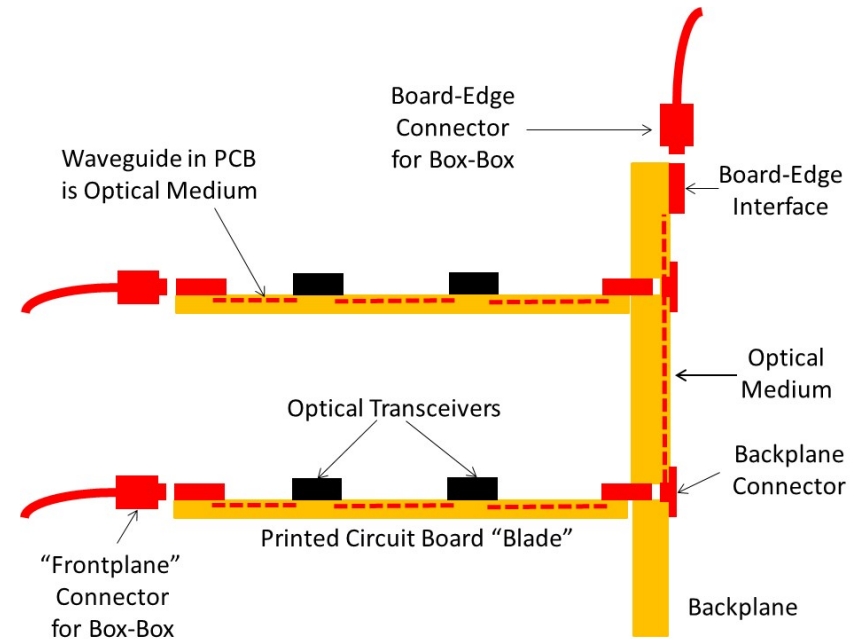 Board-Edge
Connector
for Box-Box
Waveguide in PCB
is Optical Medium
Board-Edge
Interface
Optical
Medium
Optical Transceivers
Backplane
Connector
Printed Circuit Board “Blade”
“Frontplane”
Connector
for Box-Box
Backplane